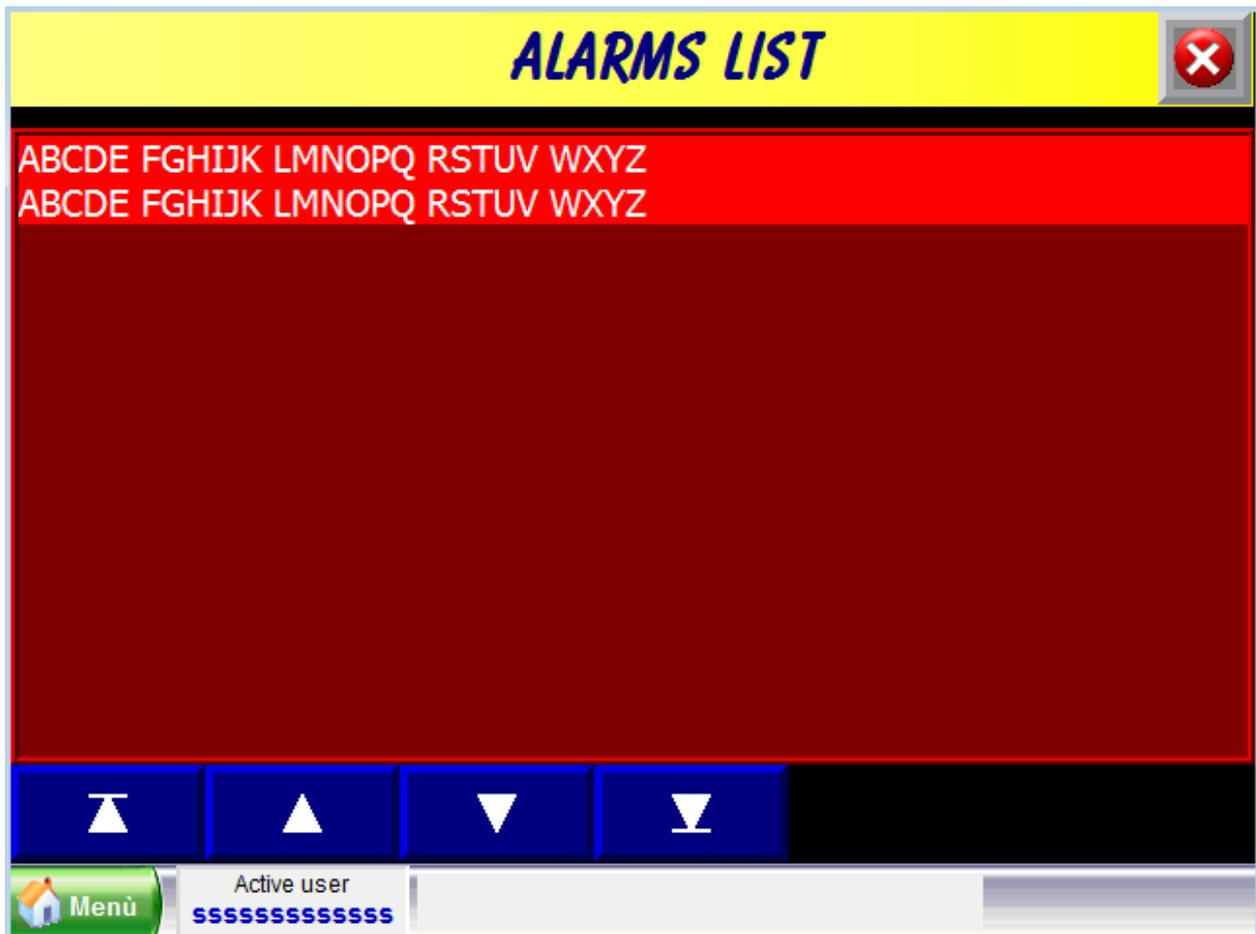 ALARMS LIST
ABCDE FGHIJK LMNOPQ RSTUV WXYZ
ABCDE FGHIJK LMNOPQ RSTUV WXYZ
Menù
Active user
sssssssssssss